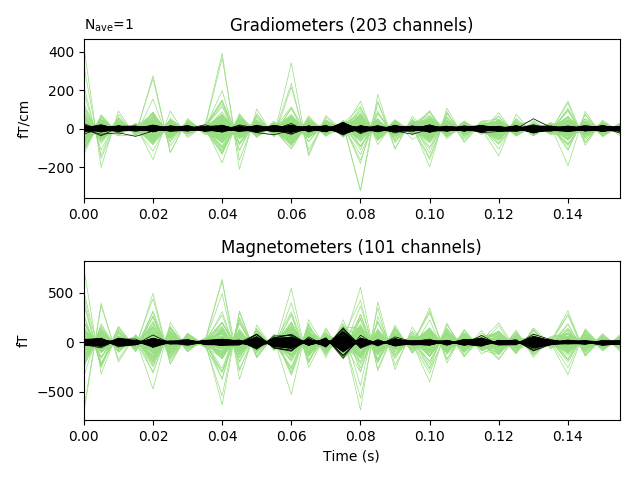 N_ave=1
Gradiometers (203 channels)
fT/cm
400
200
0
−200
0.00 0.02 0.04 0.06 0.08 0.10 0.12 0.14
Magnetometers (101 channels)
fT
500
0
−500
0.00 0.02 0.04 0.06 0.08 0.10 0.12 0.14
Time (s)